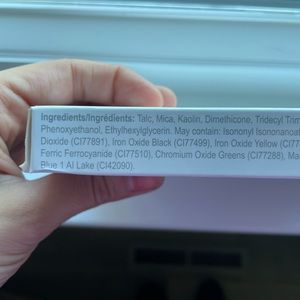 Ingredients/Ingrédients: Talc, Mica, Kaolin, Dimethicone, Tridecyl Trim
Phenoxyethanol, Ethylhexylglycerin. May contain: Isononyl Isononanoa
Dioxide (CI77891), Iron Oxide Black (CI77499), Iron Oxide Yellow (CI77
Ferric Ferrocyanide (CI77510), Chromium Oxide Greens (CI77288), Ma
Blue 1 Al Lake (CI42090).